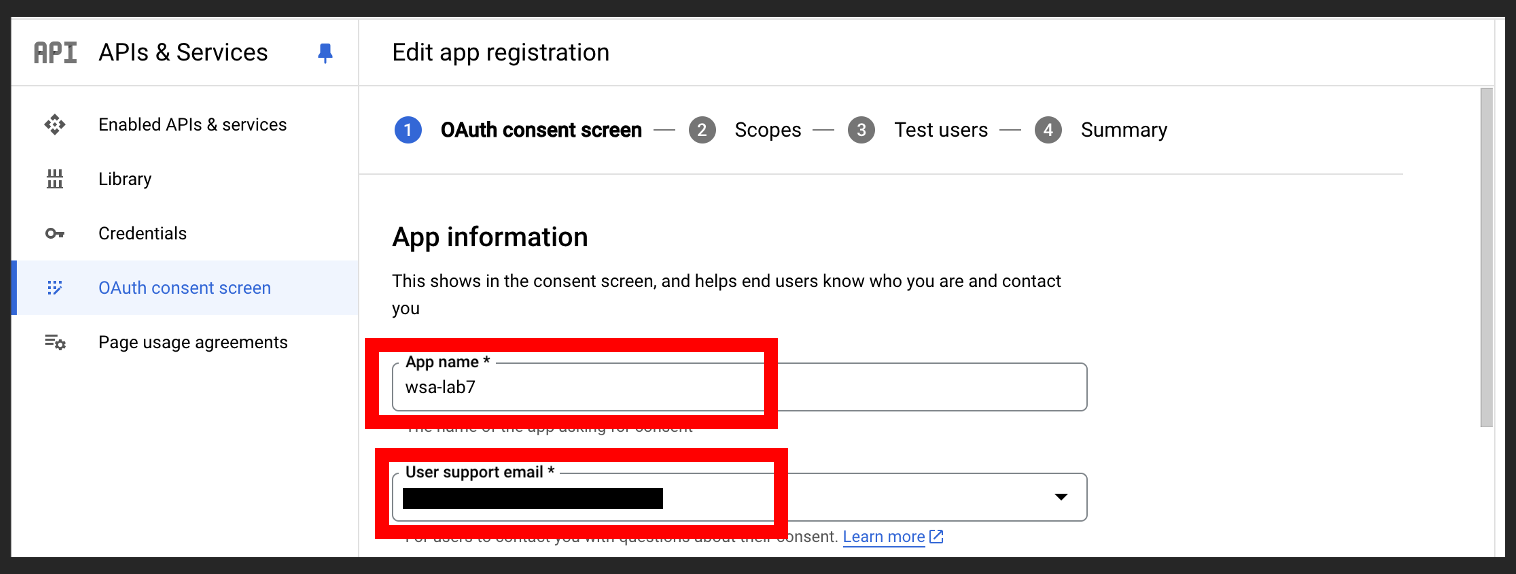 API APIs & Services
Edit app registration
Enabled APIs & services
Library
Credentials
OAuth consent screen
Page usage agreements
1 OAuth consent screen — 2 Scopes — 3 Test users — 4 Summary
App information
This shows in the consent screen, and helps end users know who you are and contact
you
App name *
wsa-lab7
The name of the app asking for consent
User support email *
For users to contact you with questions about their consent. Learn more